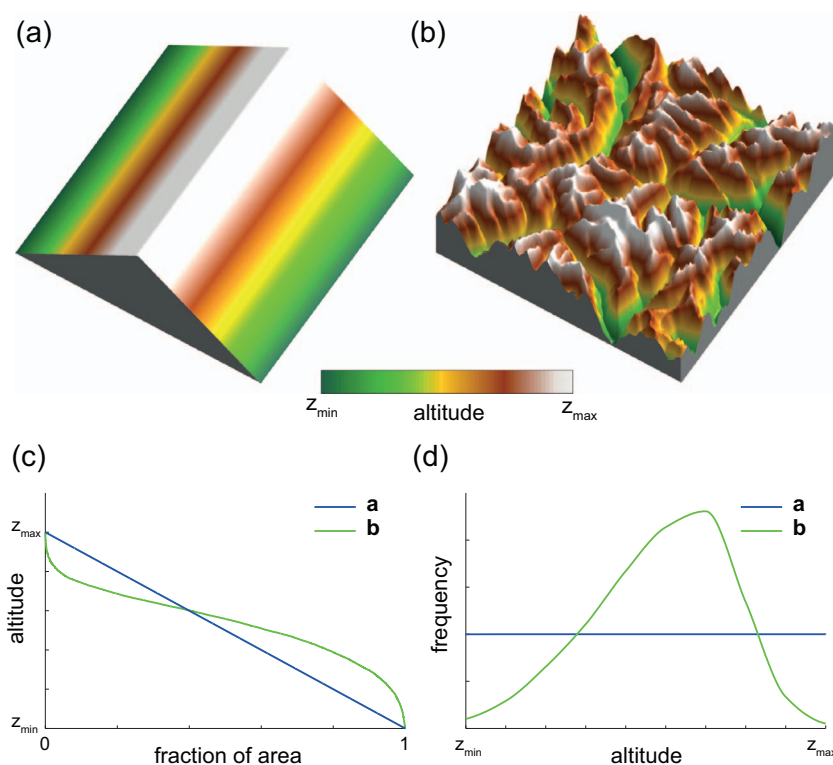 (a)
(b)
z_min altitude z_max
(c)
a
b
z_max
altitude
z_min
0 1
fraction of area
(d)
a
b
frequency
z_min altitude z_max